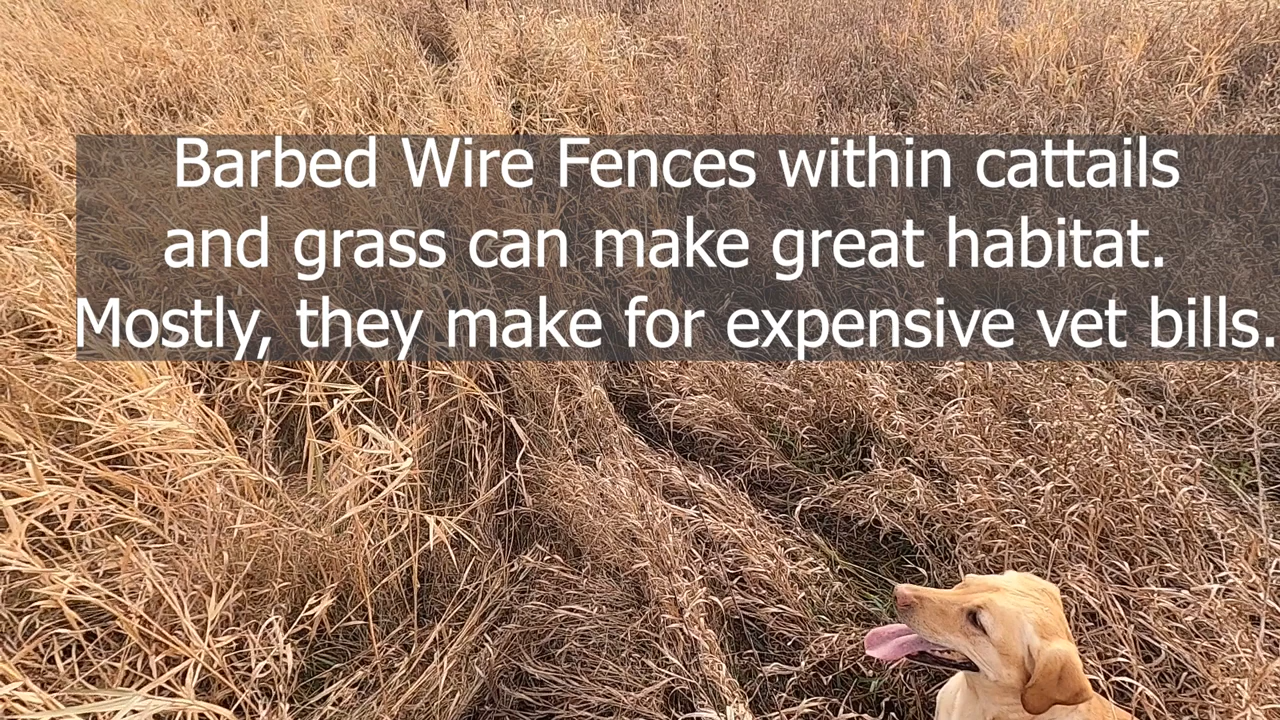 Barbed Wire Fences within cattails
and grass can make great habitat.
Mostly, they make for expensive vet bills.